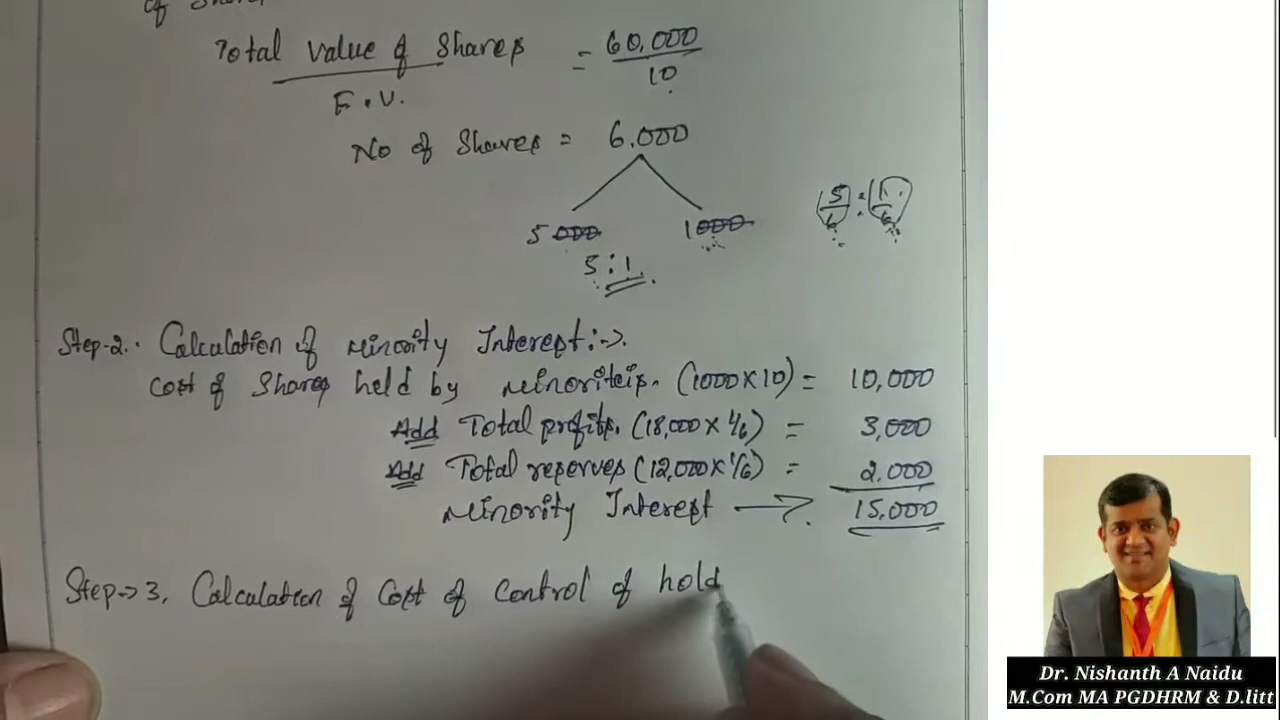 of Shar
Total Value of Shares = 60,000
F.V. 10
No of Shares = 6.000
5000 1000
5/6 : 1/6
5:1
Step-2. Calculation of Minority Interest:->.
Cost of Shares held by Minorities. (1000X10) = 10,000
Add Total profits. (18,000 X 1/6) = 3,000
Add Total reserves (12,000 X 1/6) = 2.000
Minority Interest → 15,000
Step-> 3. Calculation of Cost of Control of hold
Dr. Nishanth A Naidu
M.Com MA PGDHRM & D.litt